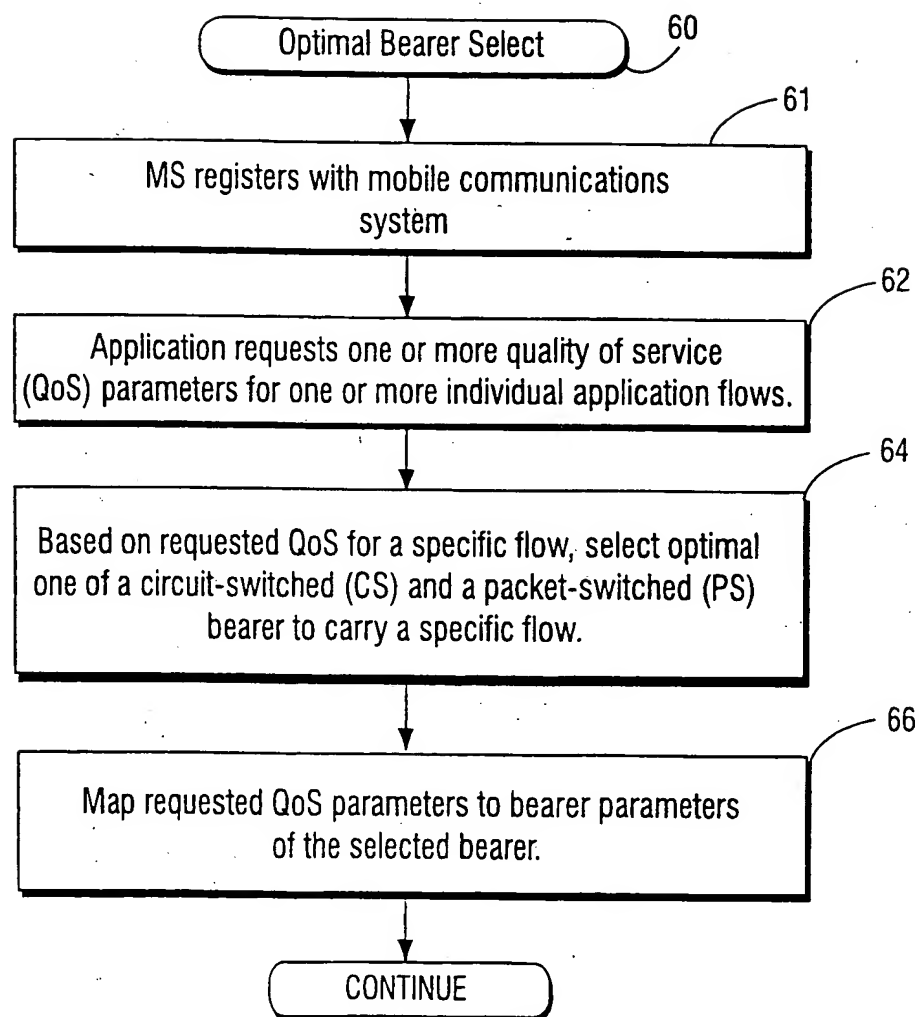 Optimal Bearer Select
60
61
MS registers with mobile communications
system
62
Application requests one or more quality of service
(QoS) parameters for one or more individual application flows.
64
Based on requested QoS for a specific flow, select optimal
one of a circuit-switched (CS) and a packet-switched (PS)
bearer to carry a specific flow.
66
Map requested QoS parameters to bearer parameters
of the selected bearer.
CONTINUE